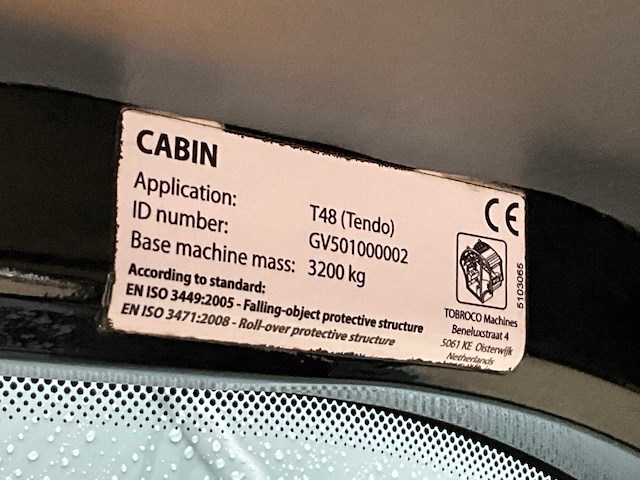 CABIN
CE
Application: T48 (Tendo)
ID number: GV501000002
Base machine mass: 3200 kg
According to standard:
EN ISO 3449:2005 - Falling-object protective structure
EN ISO 3471:2008 - Roll-over protective structure
5103065
TOBROCO Machines
Beneluxstraat 4
5061 KE Oisterwijk
Netherlands